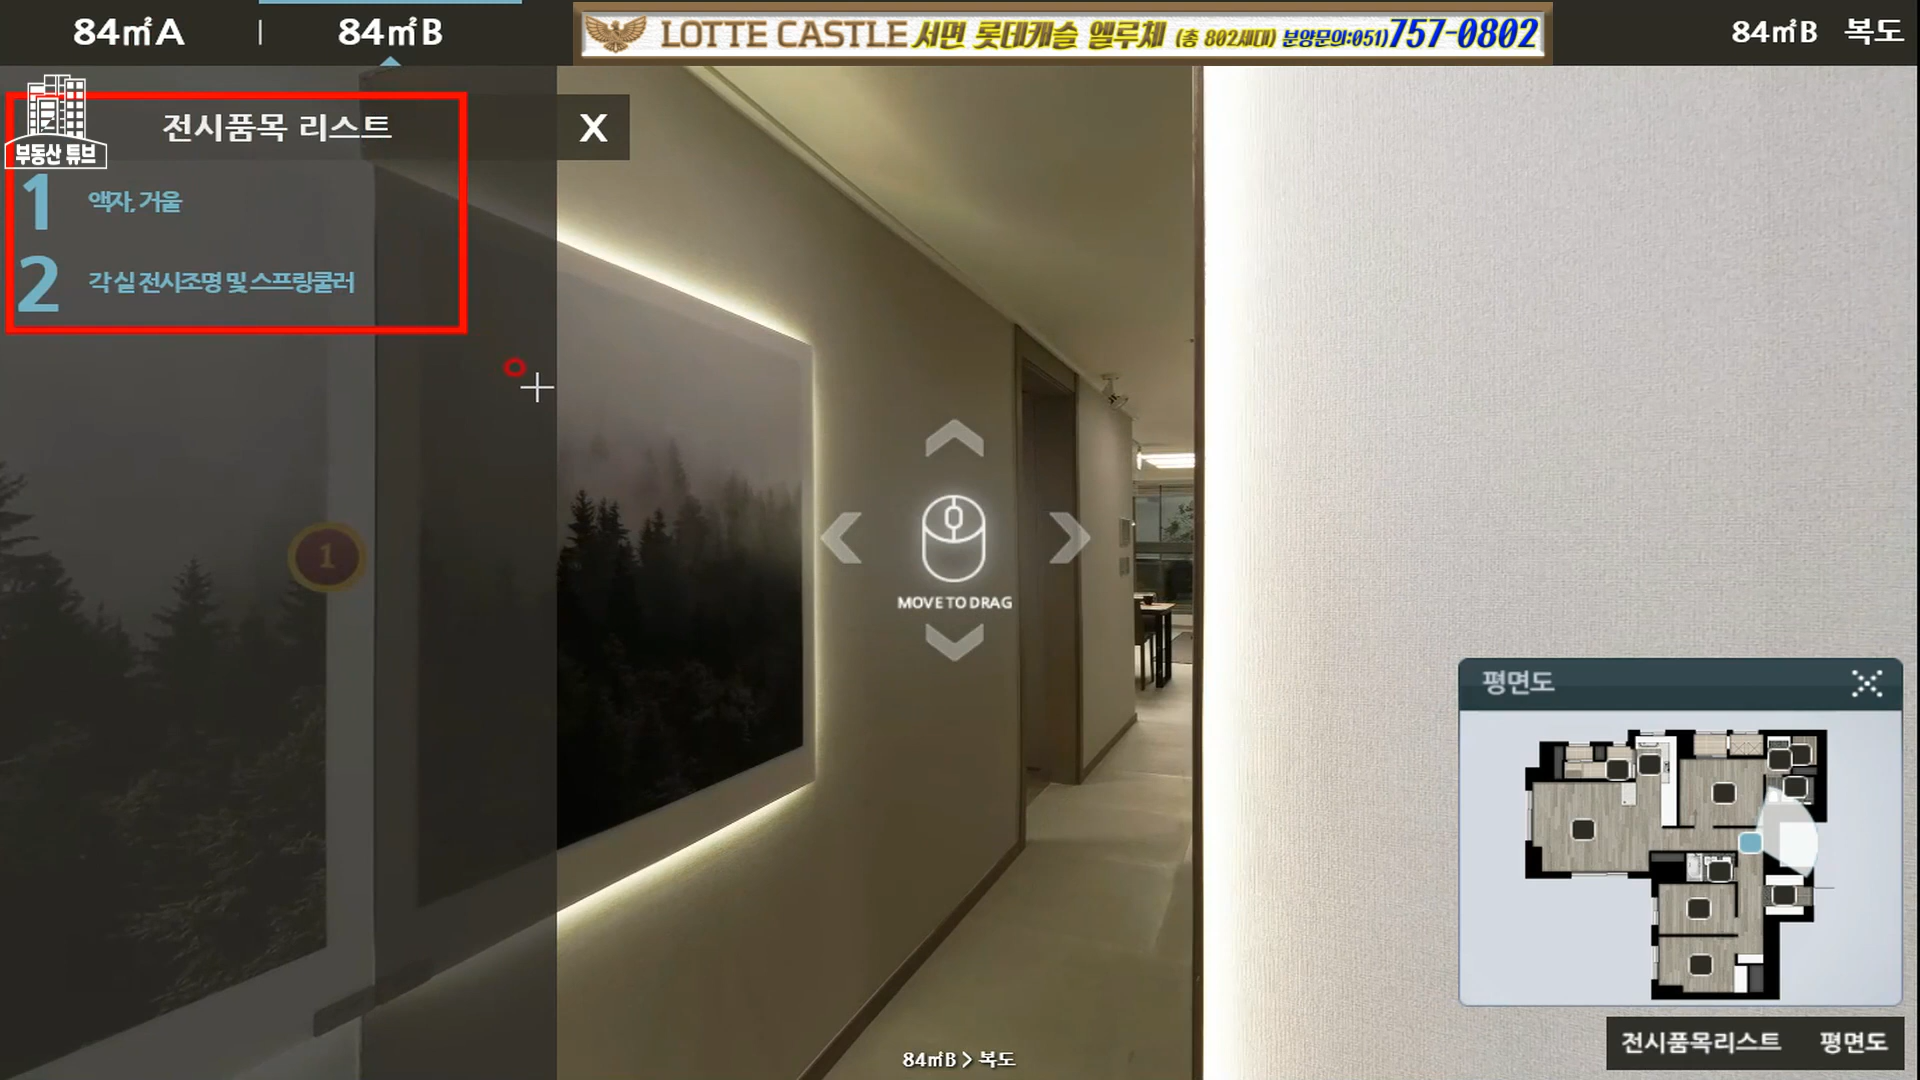 84㎡A | 84㎡B
LOTTE CASTLE 서면 롯데캐슬 엘루체 (총 802세대) 분양문의:051)757-0802
84㎡B 복도
부동산 튜브
전시품목 리스트
X
1 액자, 거울
2 각 실 전시조명 및 스프링쿨러
1
MOVE TO DRAG
평면도
84㎡B > 복도
전시품목리스트 평면도